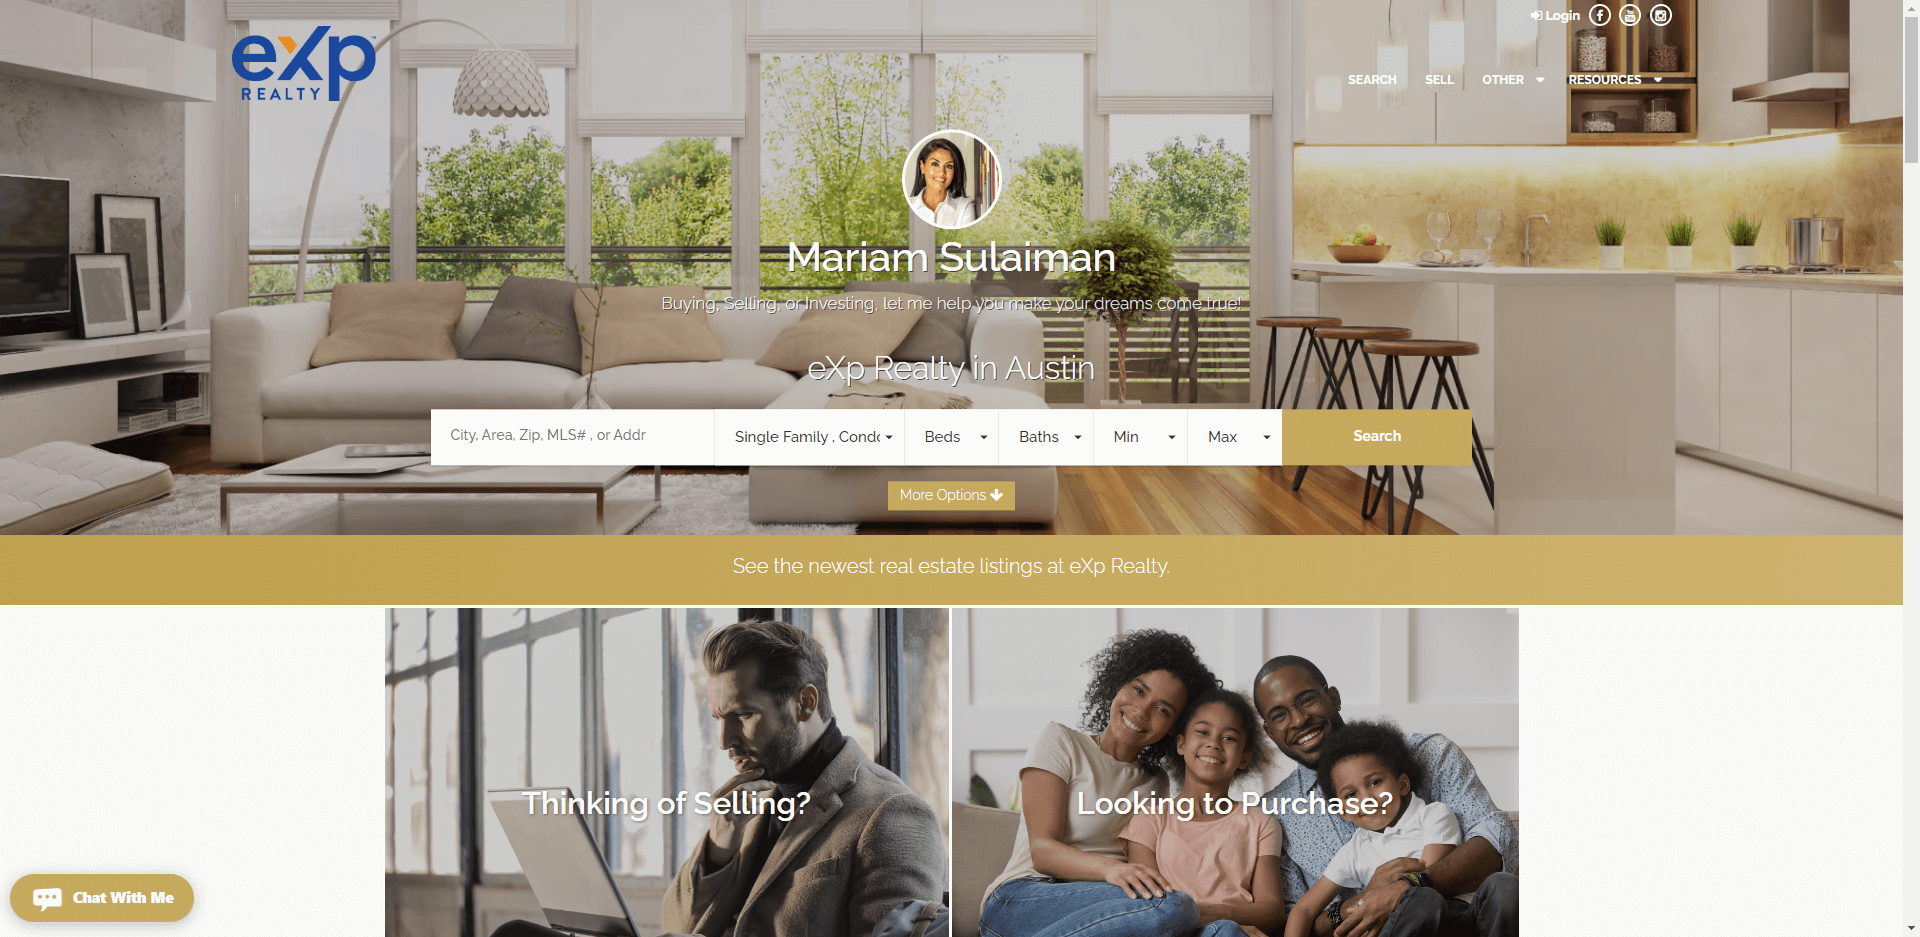 Login
eXp
REALTY
SEARCH SELL OTHER RESOURCES
Mariam Sulaiman
Buying, Selling, or Investing, let me help you make your dreams come true!
eXp Realty in Austin
City, Area, Zip, MLS# , or Addr
Single Family , Condo
Beds
Baths
Min
Max
Search
More Options
See the newest real estate listings at eXp Realty.
Thinking of Selling?
Looking to Purchase?
Chat With Me